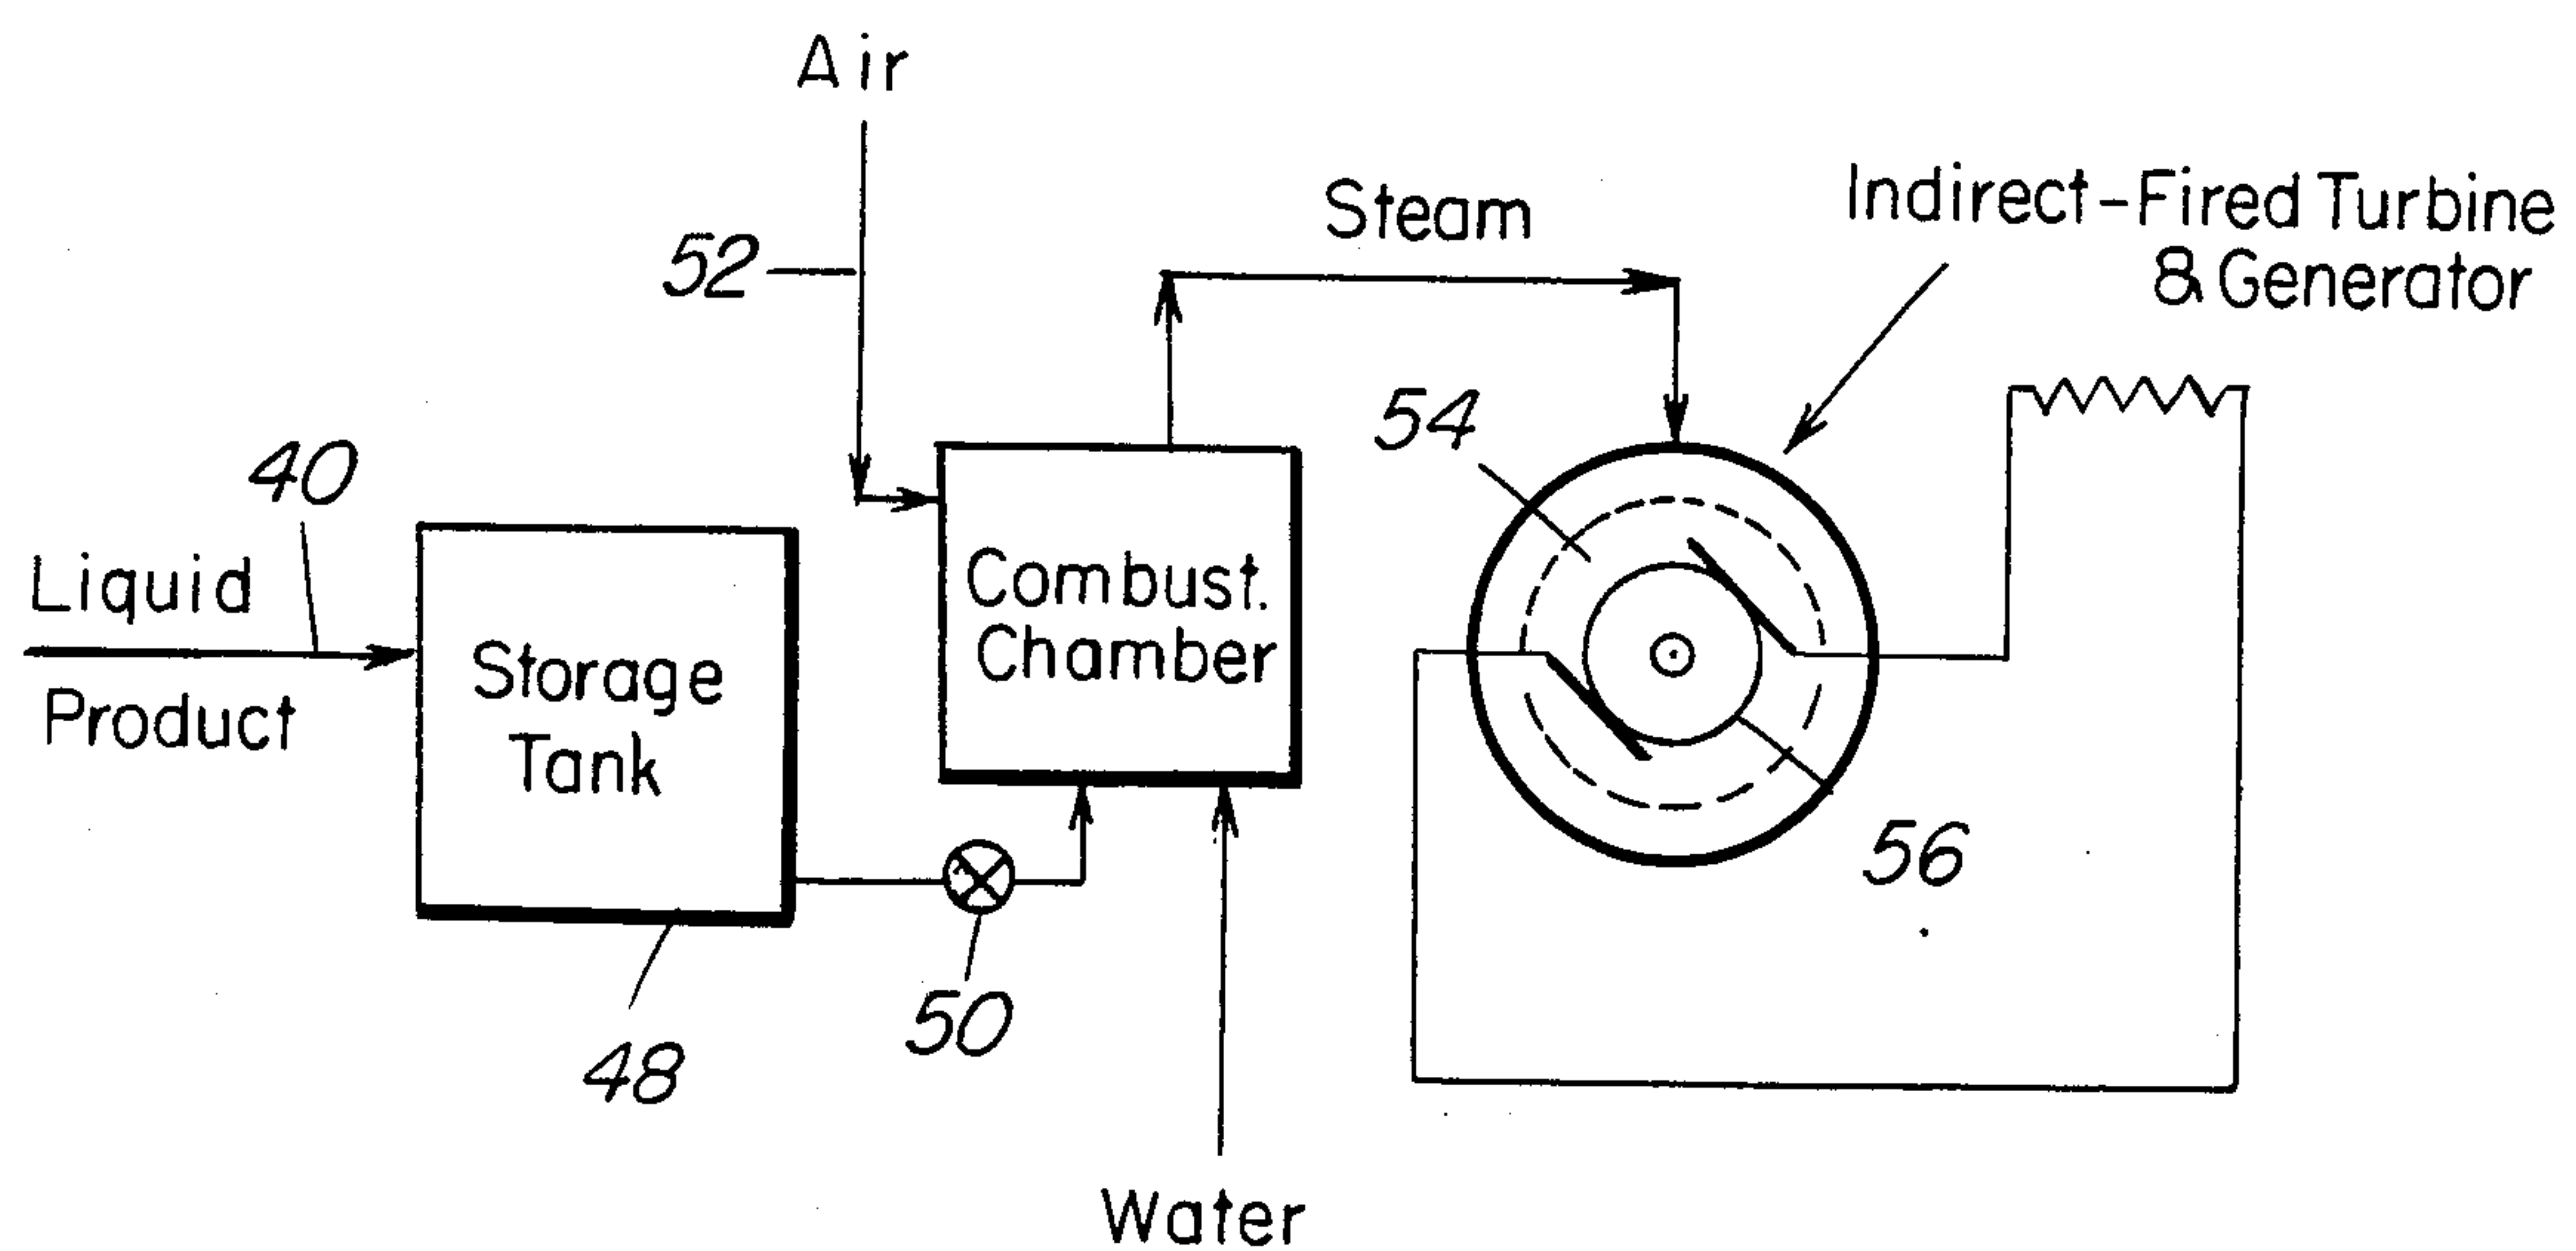 Air
52
Steam
Indirect-Fired Turbine
& Generator
54
40
Liquid
Product
Storage
Tank
Combust.
Chamber
56
50
48
Water